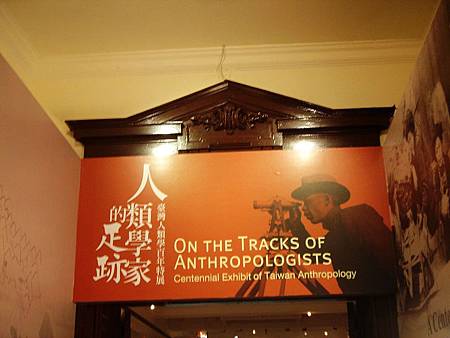 人類學家
的足跡
臺灣人類學百年特展
ON THE TRACKS OF
ANTHROPOLOGISTS
Centennial Exhibit of Taiwan Anthropology